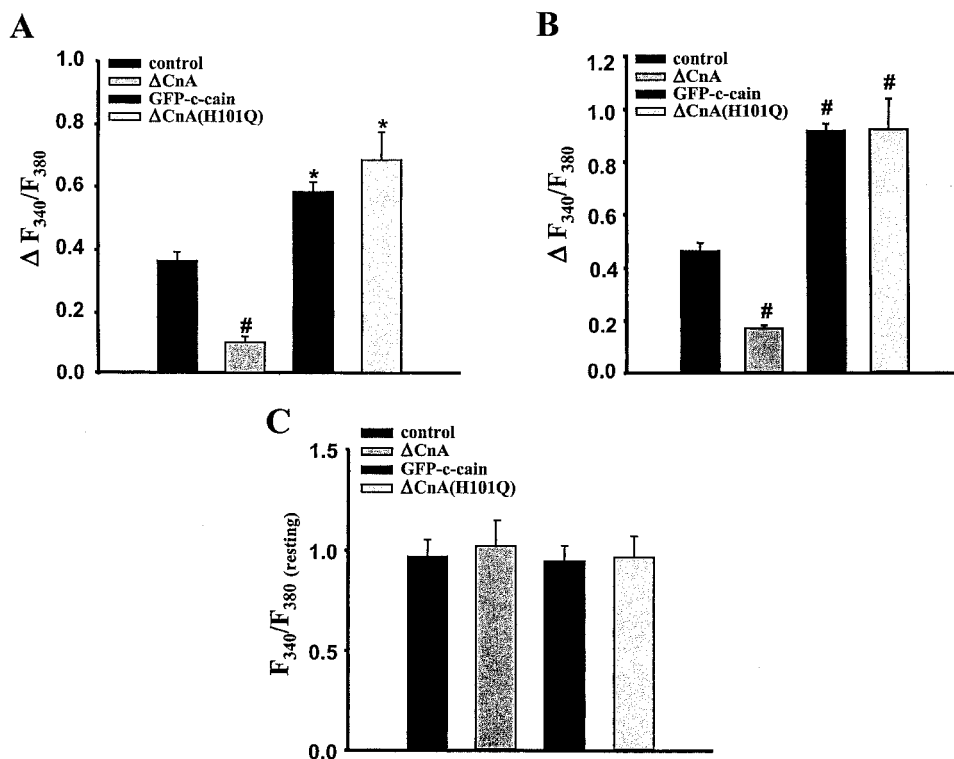 A
control
ΔCnA
GFP-c-cain
ΔCnA(H101Q)
Δ F340/F380
1.0
0.8
0.6
0.4
0.2
0.0
#
*
*
B
control
ΔCnA
GFP-c-cain
ΔCnA(H101Q)
Δ F340/F380
1.2
1.0
0.8
0.6
0.4
0.2
0.0
#
#
#
C
control
ΔCnA
GFP-c-cain
ΔCnA(H101Q)
F340/F380 (resting)
1.5
1.0
0.5
0.0